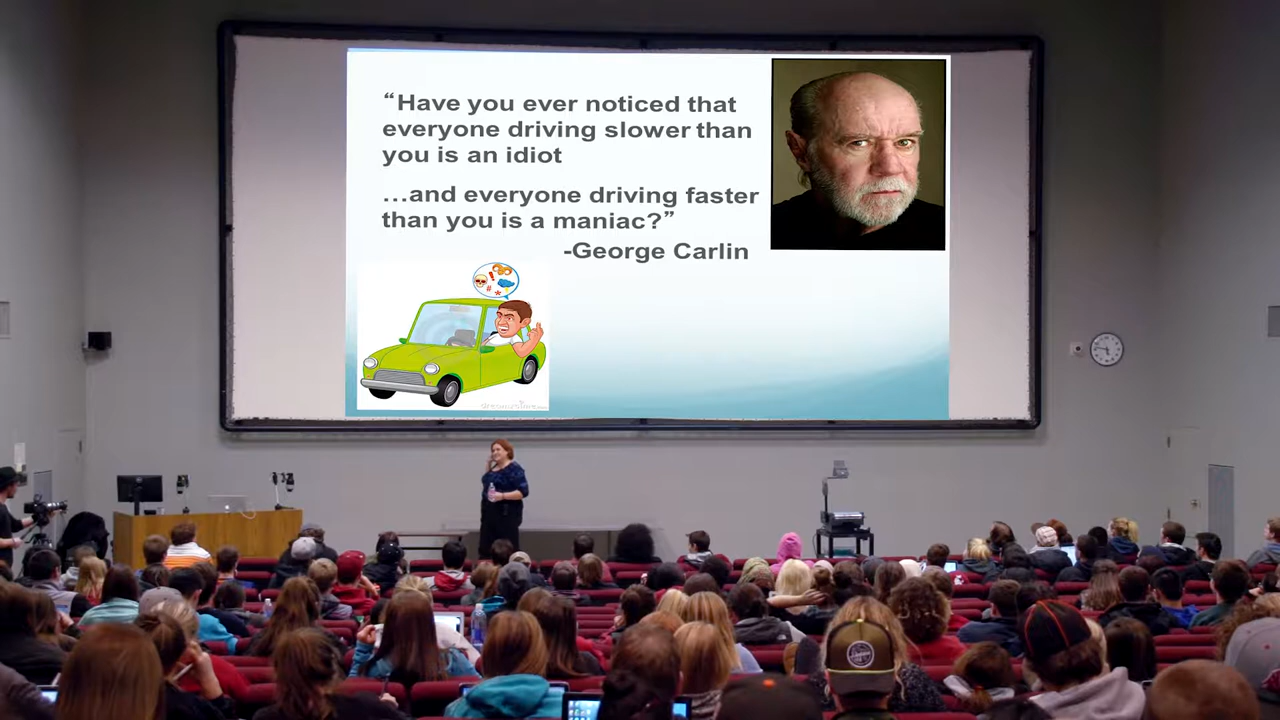 “Have you ever noticed that
everyone driving slower than
you is an idiot
…and everyone driving faster
than you is a maniac?”
-George Carlin